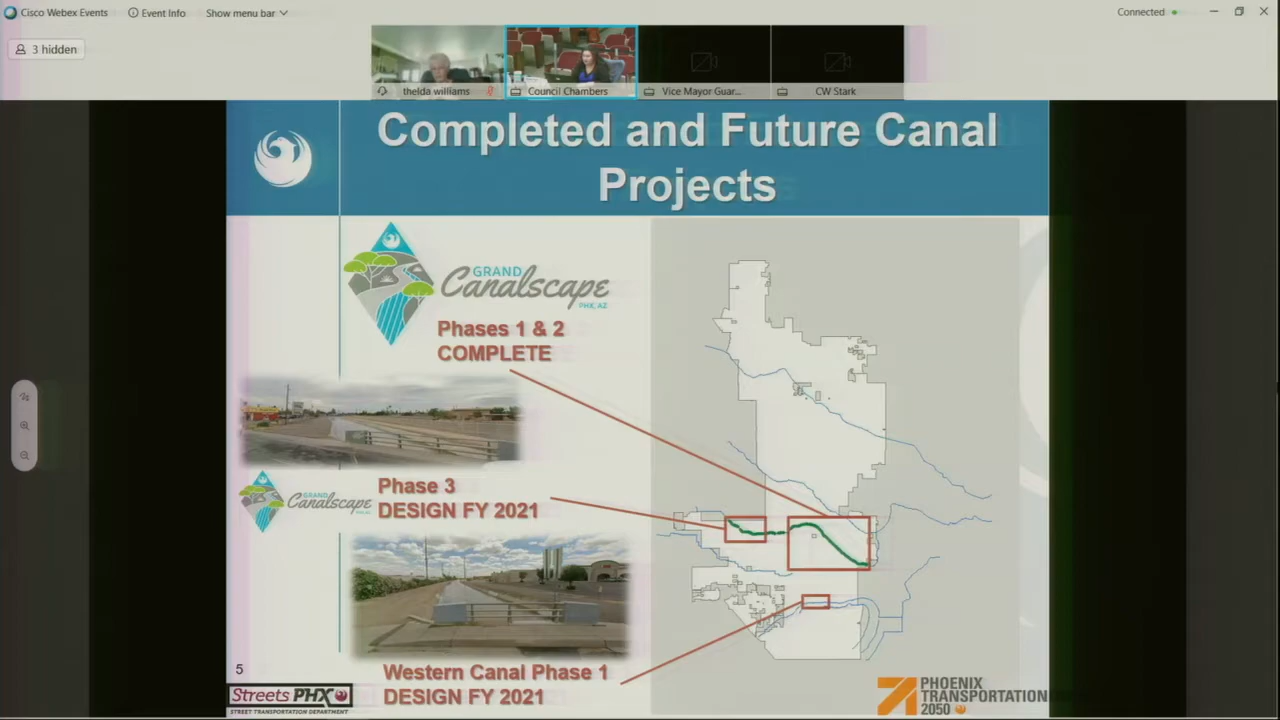 Cisco Webex Events
Event Info
Show menu bar
Connected
3 hidden
thelda williams
Council Chambers
Vice Mayor Guar...
CW Stark
Completed and Future Canal
Projects
GRAND
Canalscape
PHX, AZ
Phases 1 & 2
COMPLETE
GRAND
Canalscape
Phase 3
DESIGN FY 2021
Western Canal Phase 1
DESIGN FY 2021
5
Streets PHX
STREET TRANSPORTATION DEPARTMENT
PHOENIX
TRANSPORTATION
2050